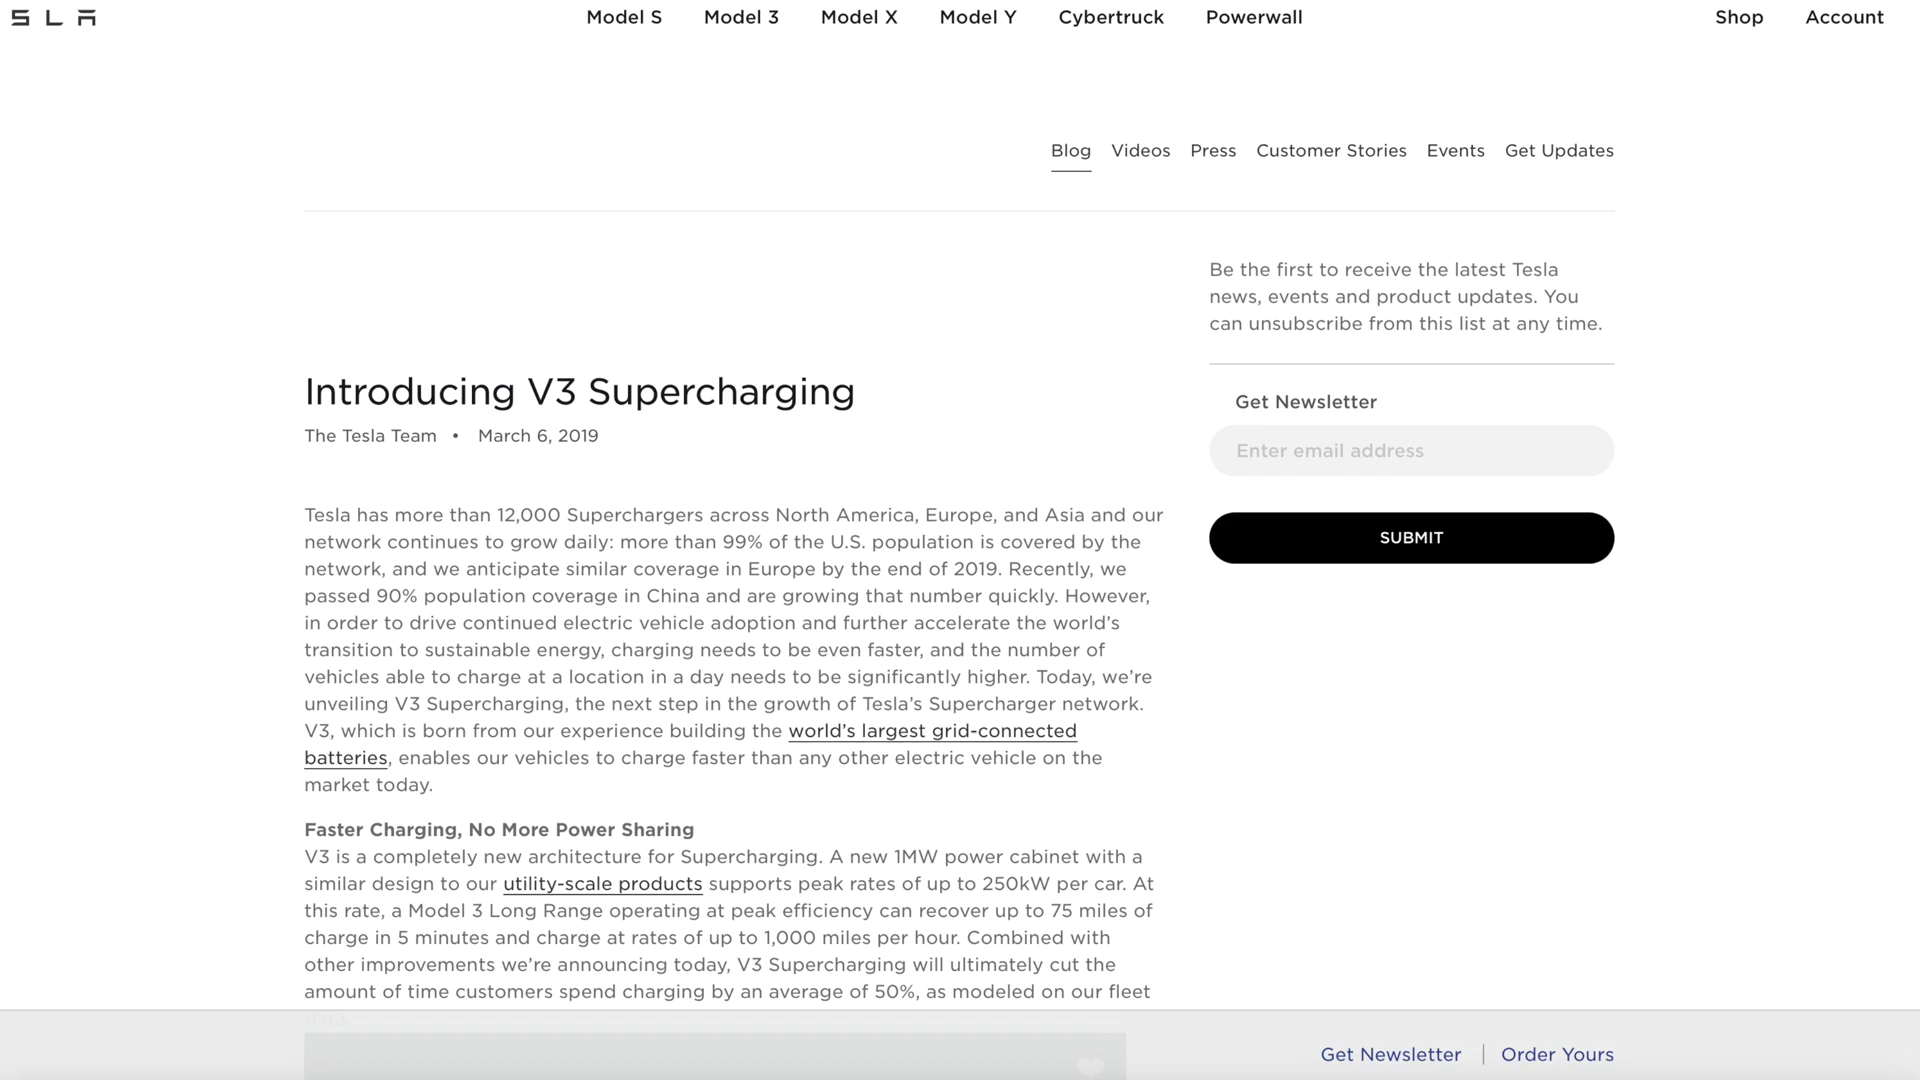 SLA
Model S Model 3 Model X Model Y Cybertruck Powerwall Shop Account
Blog Videos Press Customer Stories Events Get Updates
Be the first to receive the latest Tesla
news, events and product updates. You
can unsubscribe from this list at any time.
Get Newsletter
Enter email address
SUBMIT
Introducing V3 Supercharging
The Tesla Team • March 6, 2019
Tesla has more than 12,000 Superchargers across North America, Europe, and Asia and our
network continues to grow daily: more than 99% of the U.S. population is covered by the
network, and we anticipate similar coverage in Europe by the end of 2019. Recently, we
passed 90% population coverage in China and are growing that number quickly. However,
in order to drive continued electric vehicle adoption and further accelerate the world’s
transition to sustainable energy, charging needs to be even faster, and the number of
vehicles able to charge at a location in a day needs to be significantly higher. Today, we’re
unveiling V3 Supercharging, the next step in the growth of Tesla’s Supercharger network.
V3, which is born from our experience building the world’s largest grid-connected
batteries, enables our vehicles to charge faster than any other electric vehicle on the
market today.
Faster Charging, No More Power Sharing
V3 is a completely new architecture for Supercharging. A new 1MW power cabinet with a
similar design to our utility-scale products supports peak rates of up to 250kW per car. At
this rate, a Model 3 Long Range operating at peak efficiency can recover up to 75 miles of
charge in 5 minutes and charge at rates of up to 1,000 miles per hour. Combined with
other improvements we’re announcing today, V3 Supercharging will ultimately cut the
amount of time customers spend charging by an average of 50%, as modeled on our fleet
data.
Get Newsletter | Order Yours